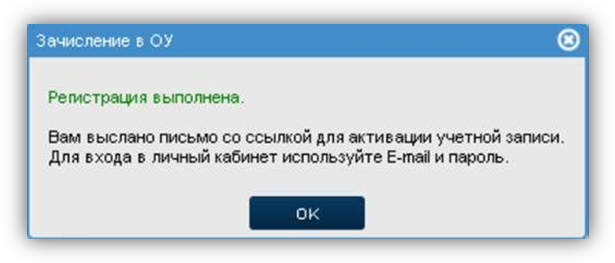 Зачисление в ОУ
Регистрация выполнена.
Вам выслано письмо со ссылкой для активации учетной записи.
Для входа в личный кабинет используйте E-mail и пароль.
ОК